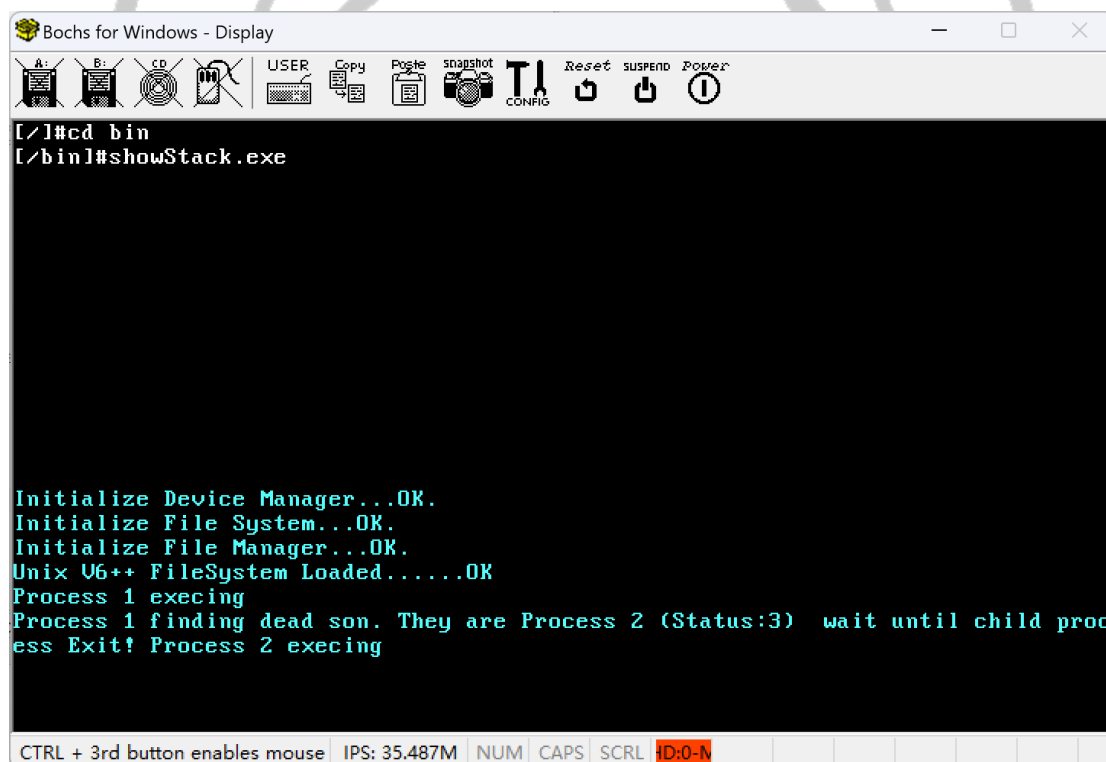 Bochs for Windows - Display
A: B: CD USER Copy Paste snapshot CONFIG Reset SUSPEND Power
[/]#cd bin
[/bin]#showStack.exe
Initialize Device Manager...OK.
Initialize File System...OK.
Initialize File Manager...OK.
Unix V6++ FileSystem Loaded......OK
Process 1 execing
Process 1 finding dead son. They are Process 2 (Status:3)  wait until child proc
ess Exit! Process 2 execing
CTRL + 3rd button enables mouse IPS: 35.487M NUM CAPS SCRL HD:0-M